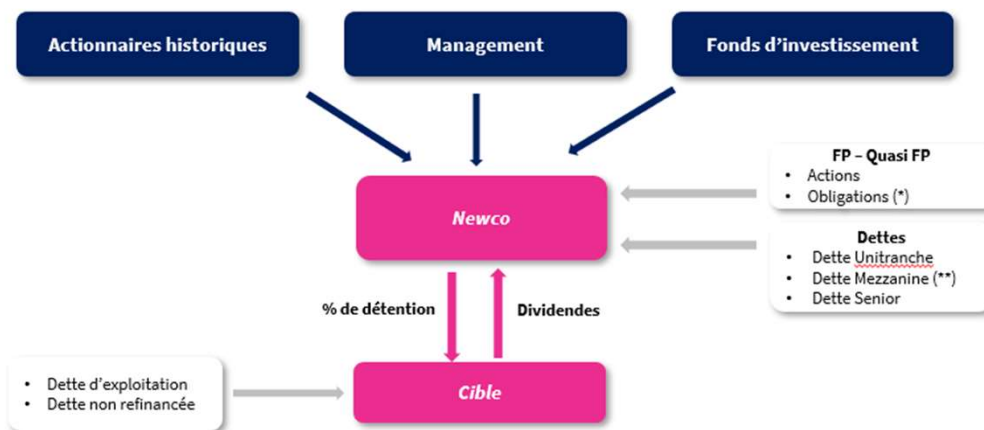 Actionnaires historiques
Management
Fonds d'investissement
FP – Quasi FP
• Actions
• Obligations (*)
Newco
Dettes
• Dette Unitranche
• Dette Mezzanine (**)
• Dette Senior
% de détention
Dividendes
• Dette d'exploitation
• Dette non refinancée
Cible